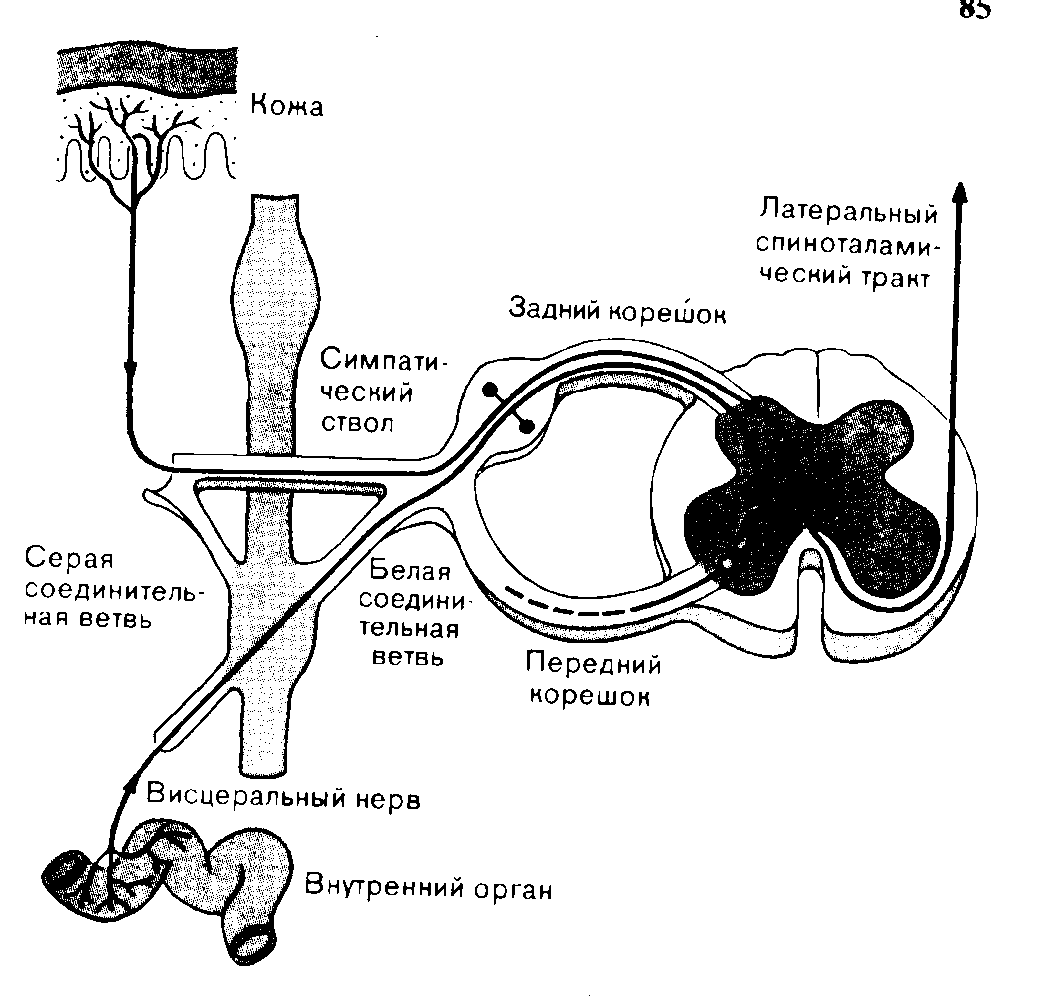 85
Кожа
Латеральный
спиноталами-
ческий тракт
Задний корешок
Симпати-
ческий
ствол
Серая
соединитель-
ная ветвь
Белая
соедини-
тельная
ветвь
Передний
корешок
Висцеральный нерв
Внутренний орган